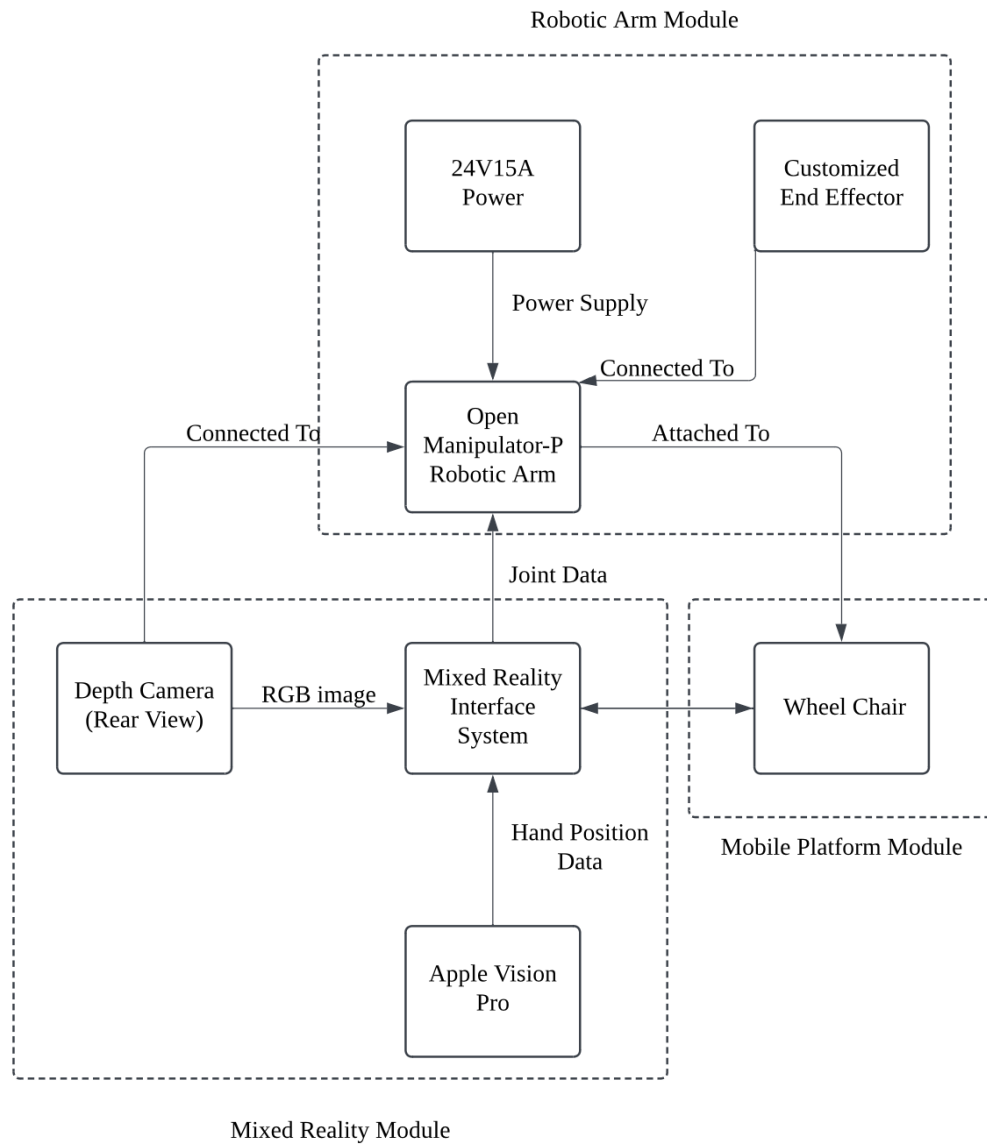 Robotic Arm Module
24V15A
Power
Customized
End Effector
Power Supply
Connected To
Open
Manipulator-P
Robotic Arm
Connected To
Attached To
Joint Data
Depth Camera
(Rear View)
RGB image
Mixed Reality
Interface
System
Wheel Chair
Hand Position
Data
Mobile Platform Module
Apple Vision
Pro
Mixed Reality Module